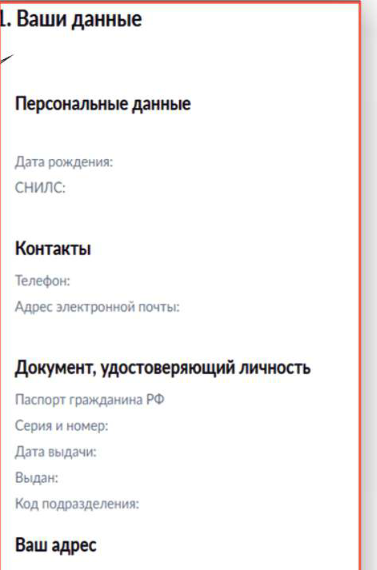 1. Ваши данные
Персональные данные
Дата рождения:
СНИЛС:
Контакты
Телефон:
Адрес электронной почты:
Документ, удостоверяющий личность
Паспорт гражданина РФ
Серия и номер:
Дата выдачи:
Выдан:
Код подразделения:
Ваш адрес